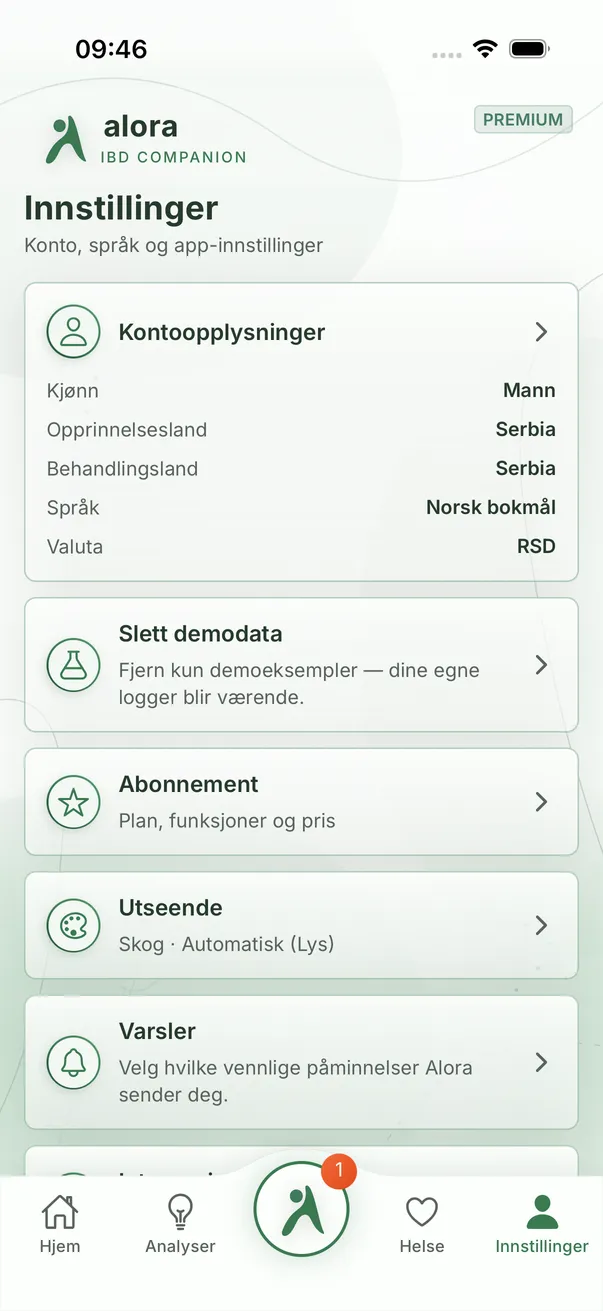 09:46
alora
IBD COMPANION
PREMIUM
Innstillinger
Konto, språk og app-innstillinger
Kontoopplysninger
Kjønn Mann
Opprinnelsesland Serbia
Behandlingsland Serbia
Språk Norsk bokmål
Valuta RSD
Slett demodata
Fjern kun demoeksempler — dine egne
logger blir værende.
Abonnement
Plan, funksjoner og pris
Utseende
Skog · Automatisk (Lys)
Varsler
Velg hvilke vennlige påminnelser Alora
sender deg.
1
Hjem
Analyser
Helse
Innstillinger